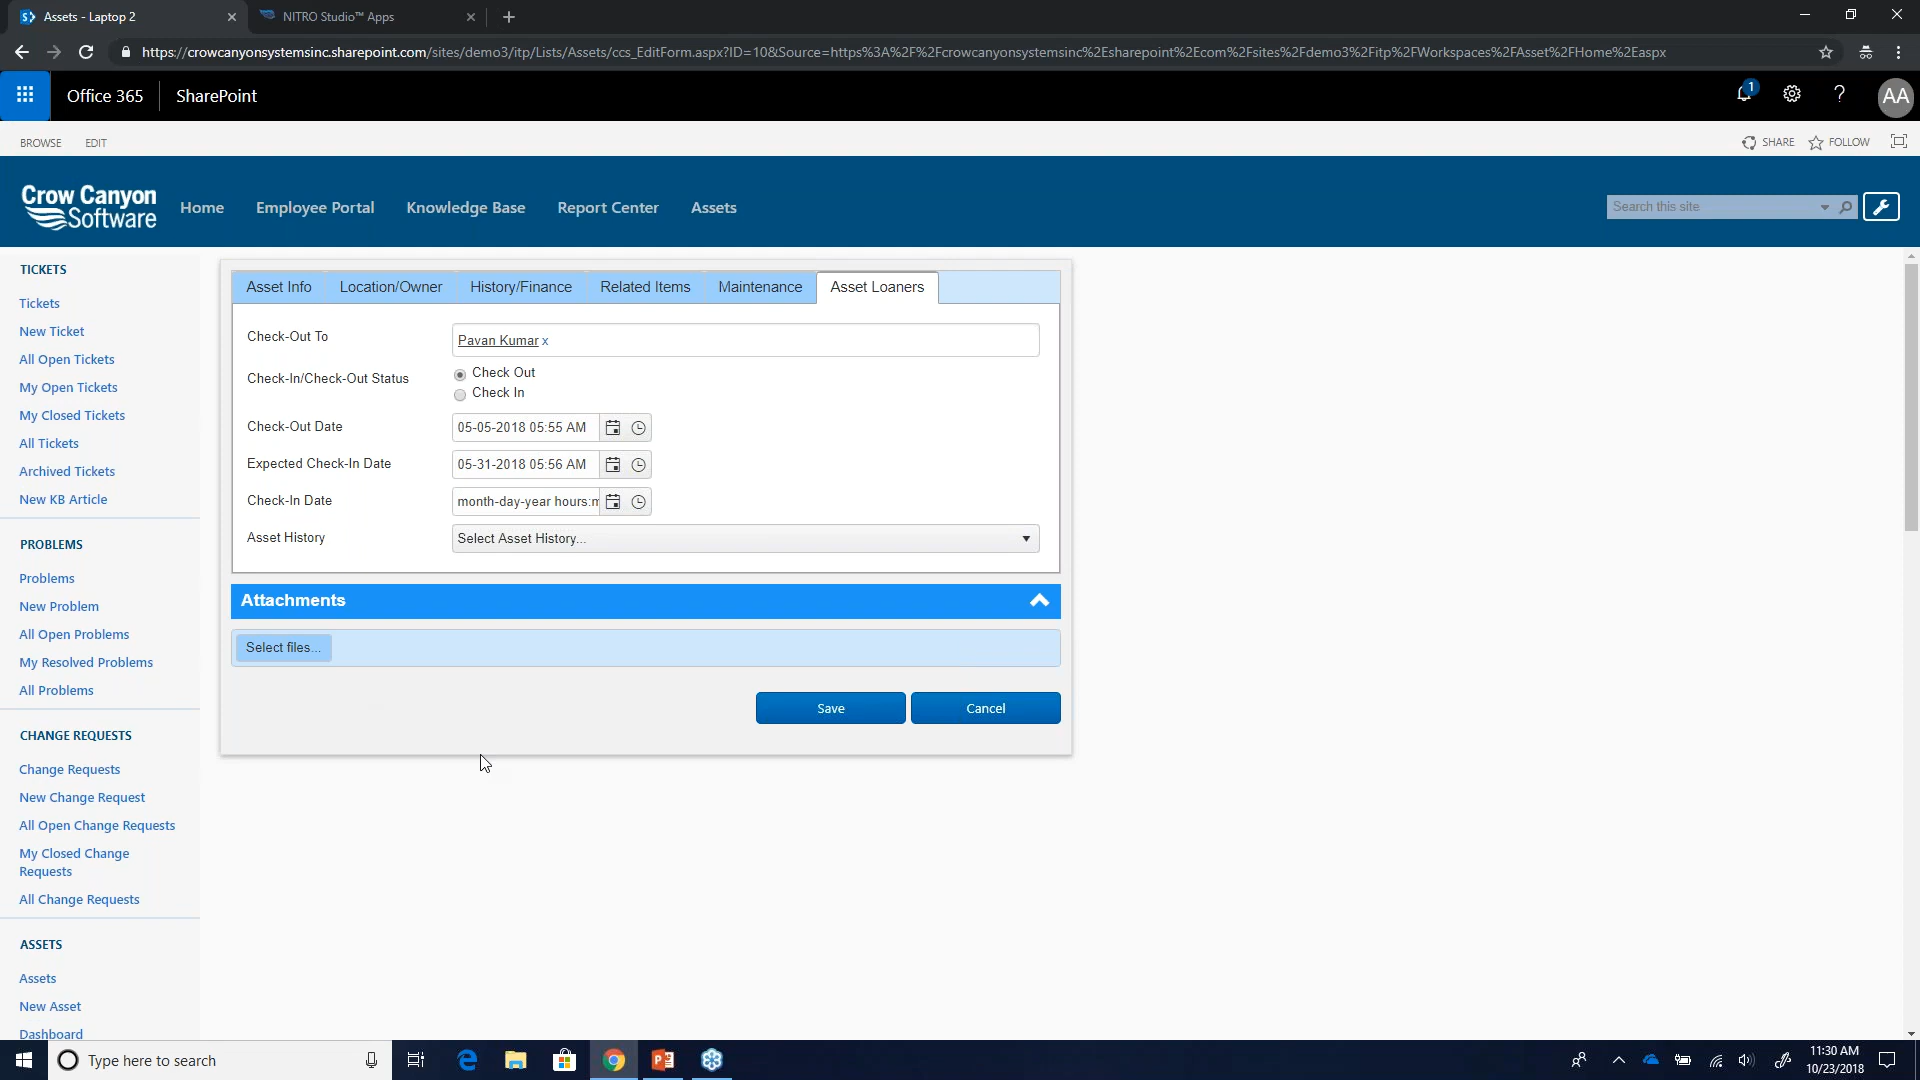 Assets - Laptop 2
NITRO Studio™ Apps
https://crowcanyonsystemsinc.sharepoint.com/sites/demo3/itp/Lists/Assets/ccs_EditForm.aspx?ID=10&Source=https%3A%2F%2Fcrowcanyonsystemsinc%2Esharepoint%2Ecom%2Fsites%2Fdemo3%2Fitp%2FWorkspaces%2FAsset%2FHome%2Easpx
Office 365
SharePoint
1
?
AA
BROWSE
EDIT
SHARE
FOLLOW
Crow Canyon
Software
Home
Employee Portal
Knowledge Base
Report Center
Assets
Search this site
TICKETS
Tickets
New Ticket
All Open Tickets
My Open Tickets
My Closed Tickets
All Tickets
Archived Tickets
New KB Article
PROBLEMS
Problems
New Problem
All Open Problems
My Resolved Problems
All Problems
CHANGE REQUESTS
Change Requests
New Change Request
All Open Change Requests
My Closed Change
Requests
All Change Requests
ASSETS
Assets
New Asset
Dashboard
Asset Info
Location/Owner
History/Finance
Related Items
Maintenance
Asset Loaners
Check-Out To
Pavan Kumar x
Check-In/Check-Out Status
Check Out
Check In
Check-Out Date
05-05-2018 05:55 AM
Expected Check-In Date
05-31-2018 05:56 AM
Check-In Date
month-day-year hours:m
Asset History
Select Asset History...
Attachments
Select files...
Save
Cancel
Type here to search
11:30 AM
10/23/2018